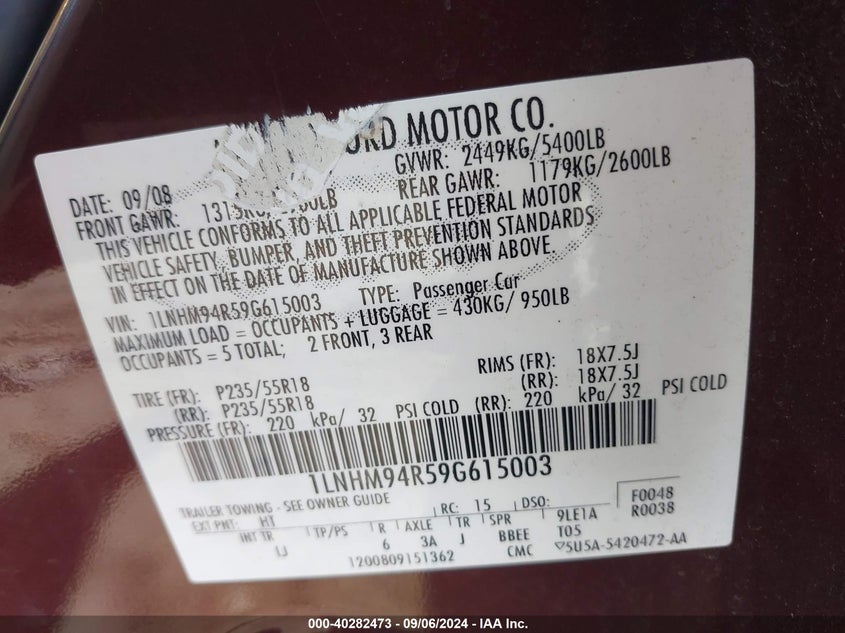 FORD MOTOR CO.
DATE: 09/08 GVWR: 2449KG/5400LB
FRONT GAWR: REAR GAWR: 1179KG/2600LB
THIS VEHICLE CONFORMS TO ALL APPLICABLE FEDERAL MOTOR
VEHICLE SAFETY, BUMPER, AND THEFT PREVENTION STANDARDS
IN EFFECT ON THE DATE OF MANUFACTURE SHOWN ABOVE.
VIN: 1LNHM94R59G615003 TYPE: Passenger Car
MAXIMUM LOAD = OCCUPANTS + LUGGAGE = 430KG/ 950LB
OCCUPANTS = 5 TOTAL; 2 FRONT, 3 REAR
TIRE (FR): P235/55R18 RIMS (FR): 18X7.5J
(RR): P235/55R18 (RR): 18X7.5J
PRESSURE (FR): 220 kPa/ 32 PSI COLD (RR): 220 kPa/ 32 PSI COLD
1LNHM94R59G615003
TRAILER TOWING - SEE OWNER GUIDE
EXT PNT: HT RC: 15 DSO: F0048
R0038
INT TR TP/PS R AXLE TR SPR 9LE1A
LJ 6 3A J BBEE T05
1200809151362 CMC ▽5U5A-5420472-AA
000-40282473 - 09/06/2024 - IAA Inc.